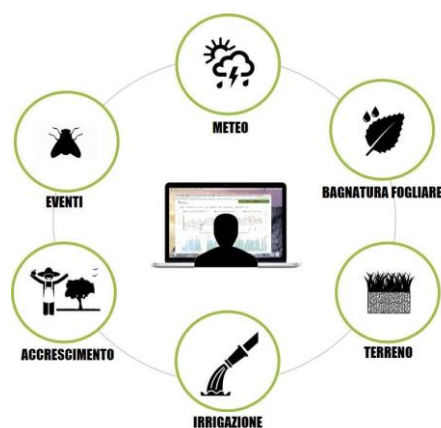 METEO
EVENTI
BAGNATURA FOGLIARE
ACCRESCIMENTO
TERRENO
IRRIGAZIONE